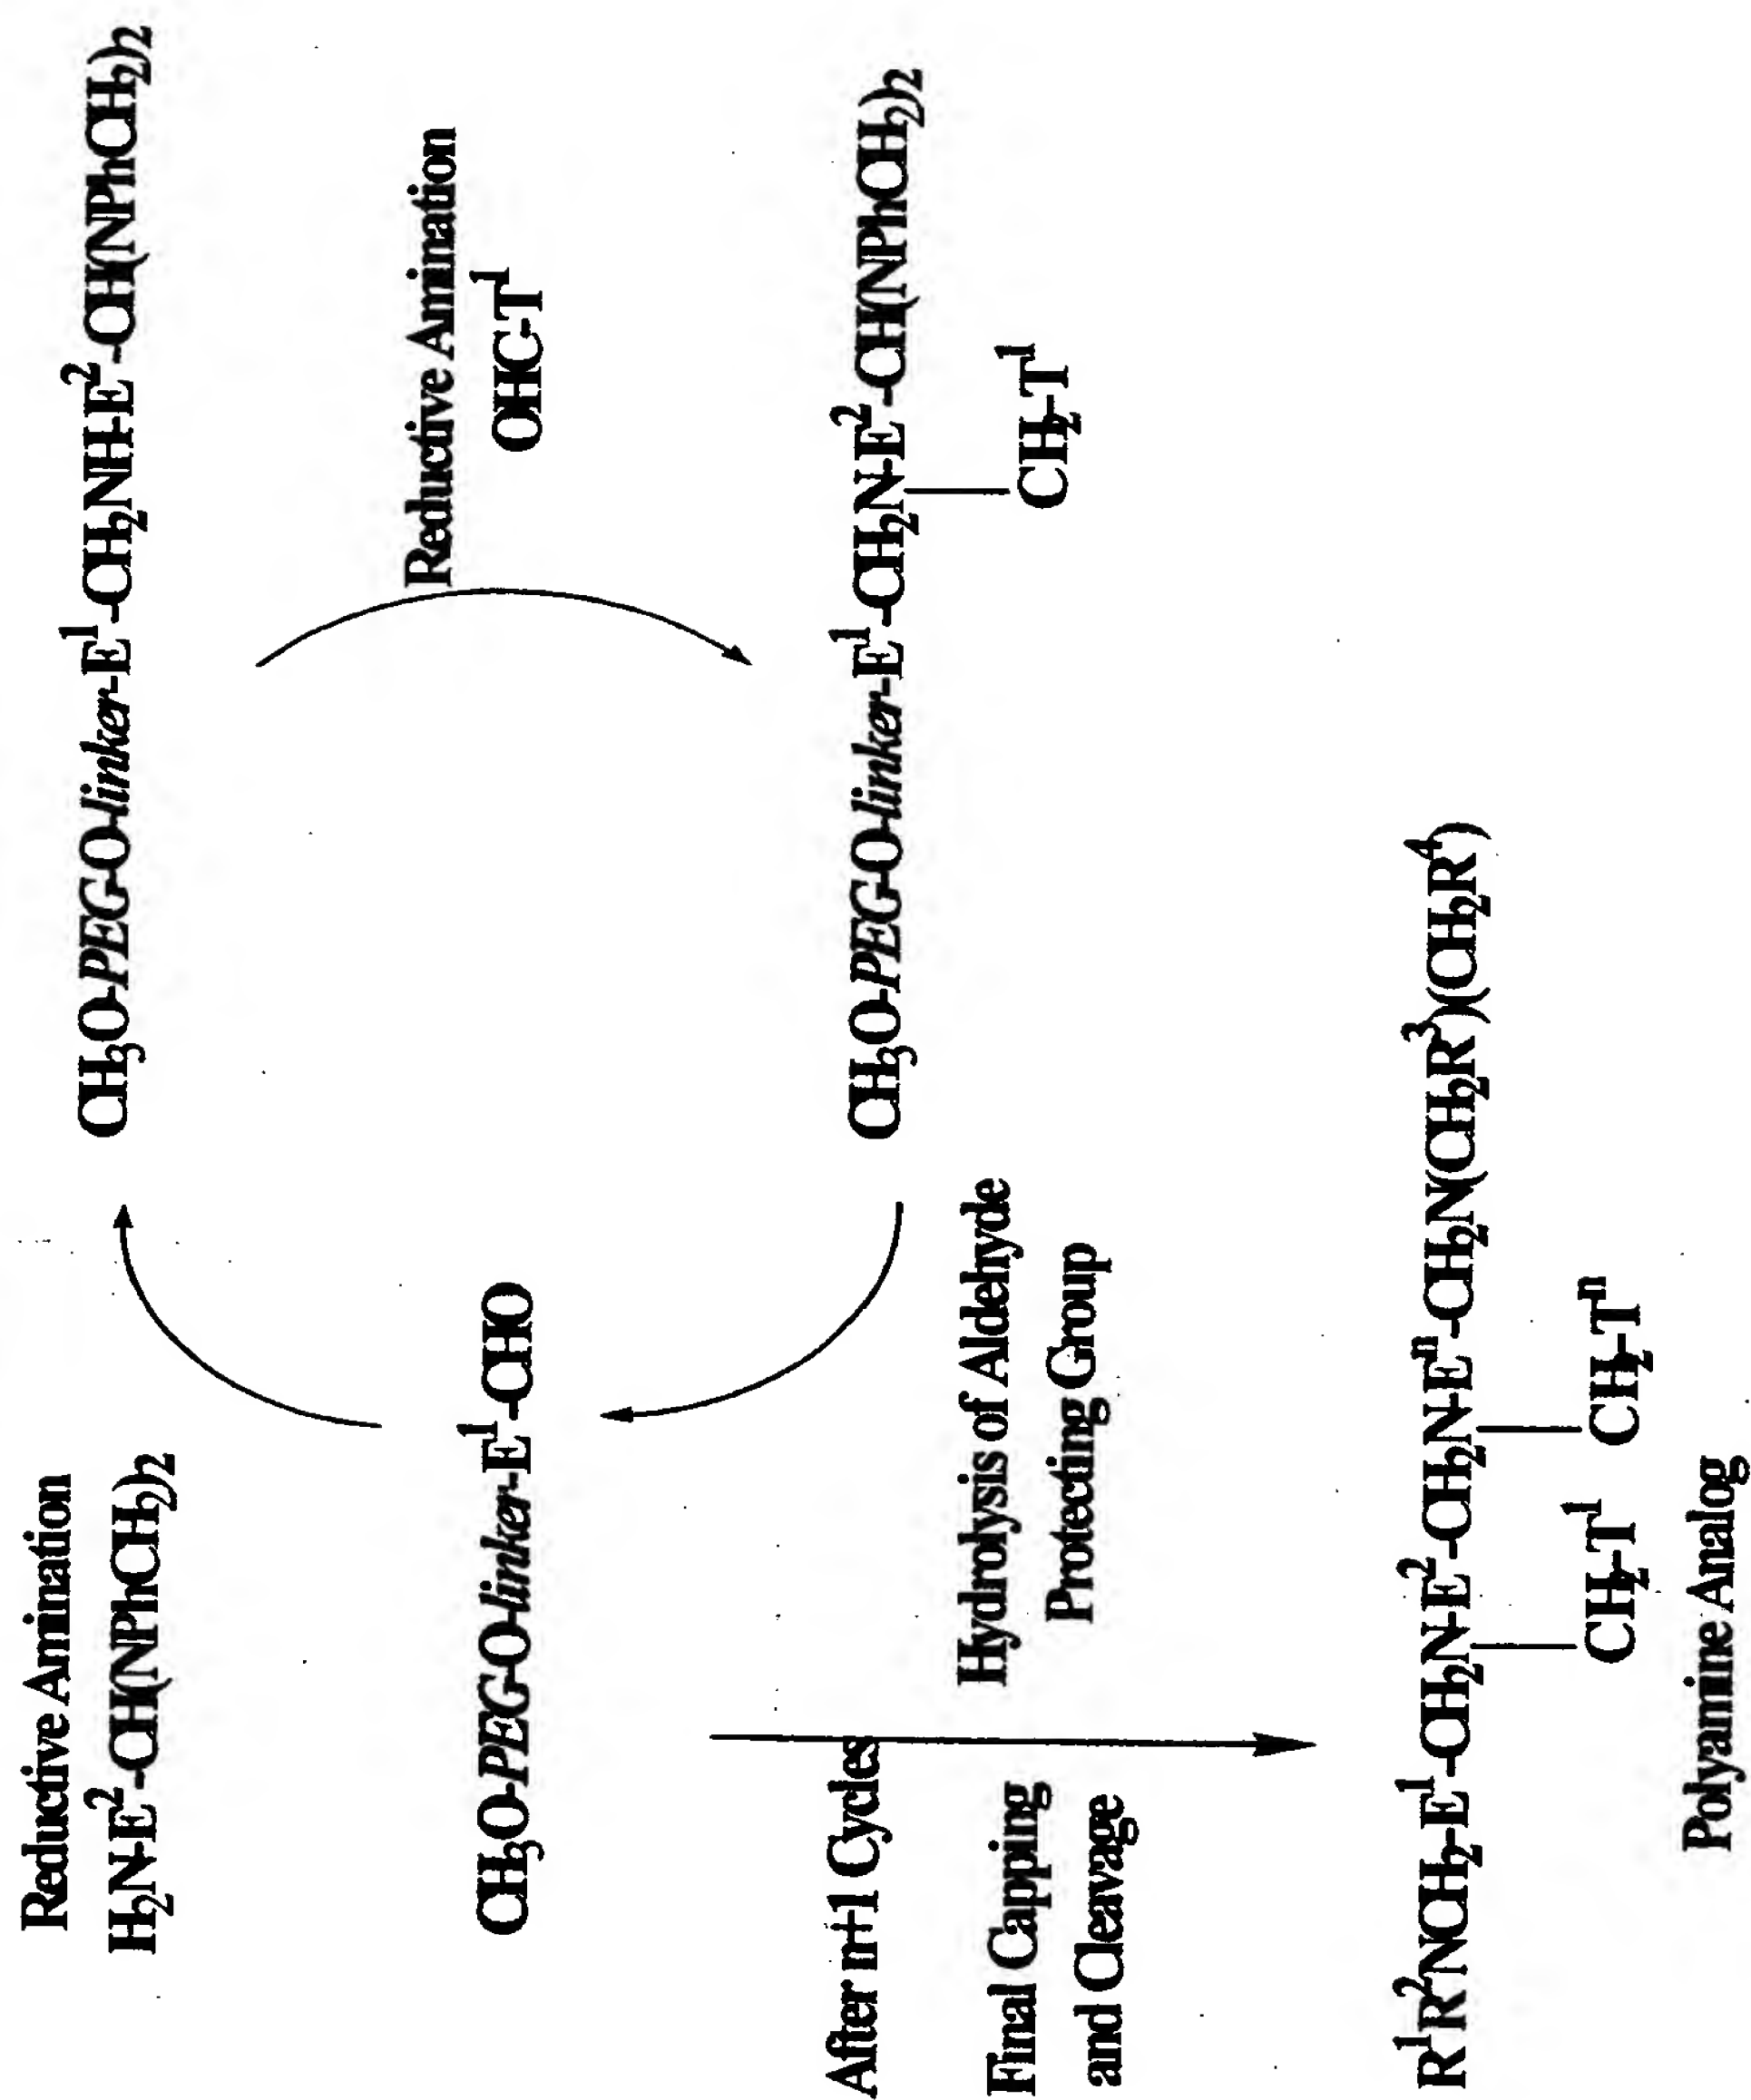 Reductive Amination
H₂N-E²-CH(NPhCH₂)₂
CH₃O-PEG-O-linker-E¹-CH₂NH-E²-CH(NPhCH₂)₂
Reductive Amination
OHC-T¹
CH₃O-PEG-O-linker-E¹-CHO
CH₃O-PEG-O-linker-E¹-CH₂N-E²-CH(NPhCH₂)₂
CH₂-T¹
After n+1 Cycles
Hydrolysis of Aldehyde
Protecting Group
Final Capping
and Cleavage
R¹R²NCH₂-E¹-CH₂N-E²-CH₂N-Eⁿ-CH₂N(CH₂R³)(CH₂R⁴)
CH₂-T¹ CH₂-Tⁿ
Polyamine Analog